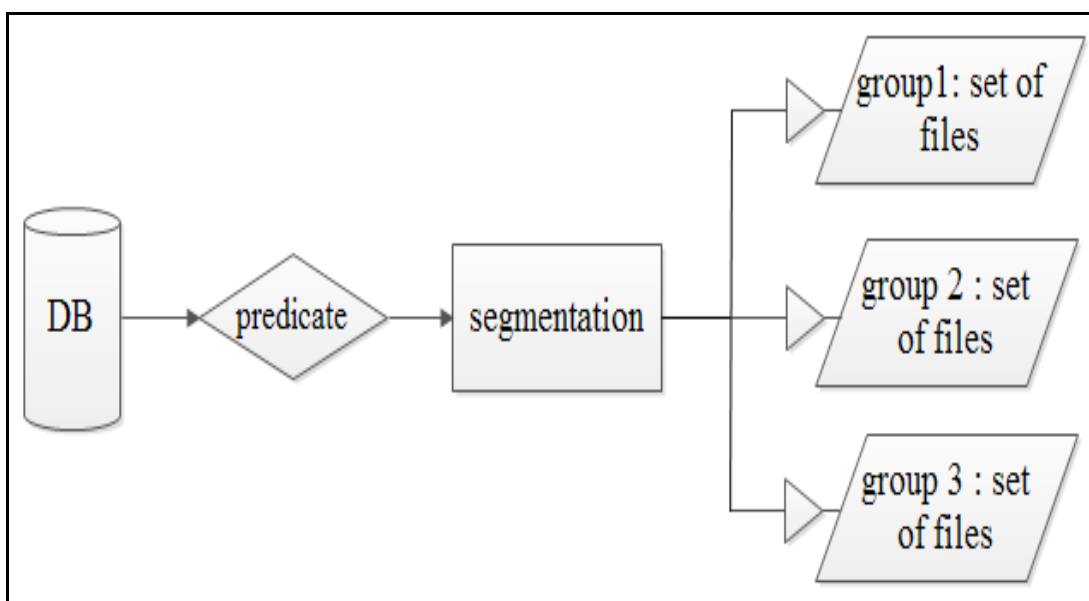 DB
predicate
segmentation
group1: set of
files
group 2 : set
of files
group 3 : set
of files